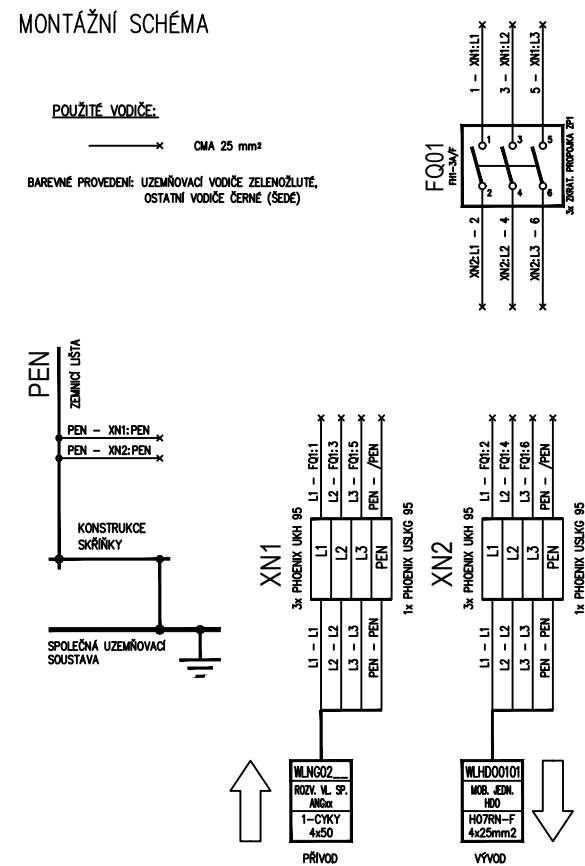 MONTÁŽNÍ SCHÉMA
POUŽITÉ VODIČE:
CMA 25 mm²
BAREVNÉ PROVEDENÍ: UZEMŇOVACÍ VODIČE ZELENOŽLUTÉ,
OSTATNÍ VODIČE ČERNÉ (ŠEDÉ)
1 - XN1:L1
3 - XN1:L2
5 - XN1:L3
FQ01
FH1-3A/F
1
3
5
2
4
6
3x ZKRAT. PROPOJKA ZP1
XN2:L1 - 2
XN2:L2 - 4
XN2:L3 - 6
PEN
ZEMNICÍ LIŠTA
PEN - XN1:PEN
PEN - XN2:PEN
KONSTRUKCE
SKŘÍŇKY
SPOLEČNÁ UZEMŇOVACÍ
SOUSTAVA
XN1
3x PHOENIX UKH 95
L1 - FQ1:1
L2 - FQ1:3
L3 - FQ1:5
PEN - /PEN
L1
L2
L3
PEN
1x PHOENIX USLKG 95
L1 - L1
L2 - L2
L3 - L3
PEN - PEN
WLNG02__
ROZV. VL. SP.
ANGxx
1-CYKY
4x50
PŘÍVOD
XN2
3x PHOENIX UKH 95
L1 - FQ1:2
L2 - FQ1:4
L3 - FQ1:6
PEN - /PEN
L1
L2
L3
PEN
1x PHOENIX USLKG 95
L1 - L1
L2 - L2
L3 - L3
PEN - PEN
WLHD00101
MOB. JEDN.
HD0
H07RN-F
4x25mm2
VÝVOD